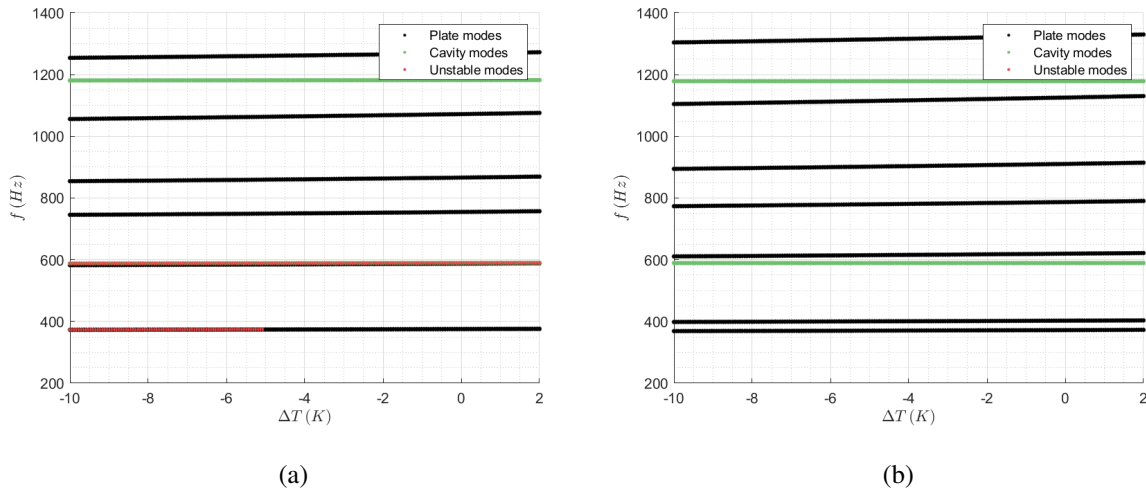 1400
1200
1000
800
600
400
200
f (Hz)
-10 -8 -6 -4 -2 0 2
ΔT (K)
Plate modes
Cavity modes
Unstable modes
(a)
1400
1200
1000
800
600
400
200
f (Hz)
-10 -8 -6 -4 -2 0 2
ΔT (K)
Plate modes
Cavity modes
Unstable modes
(b)